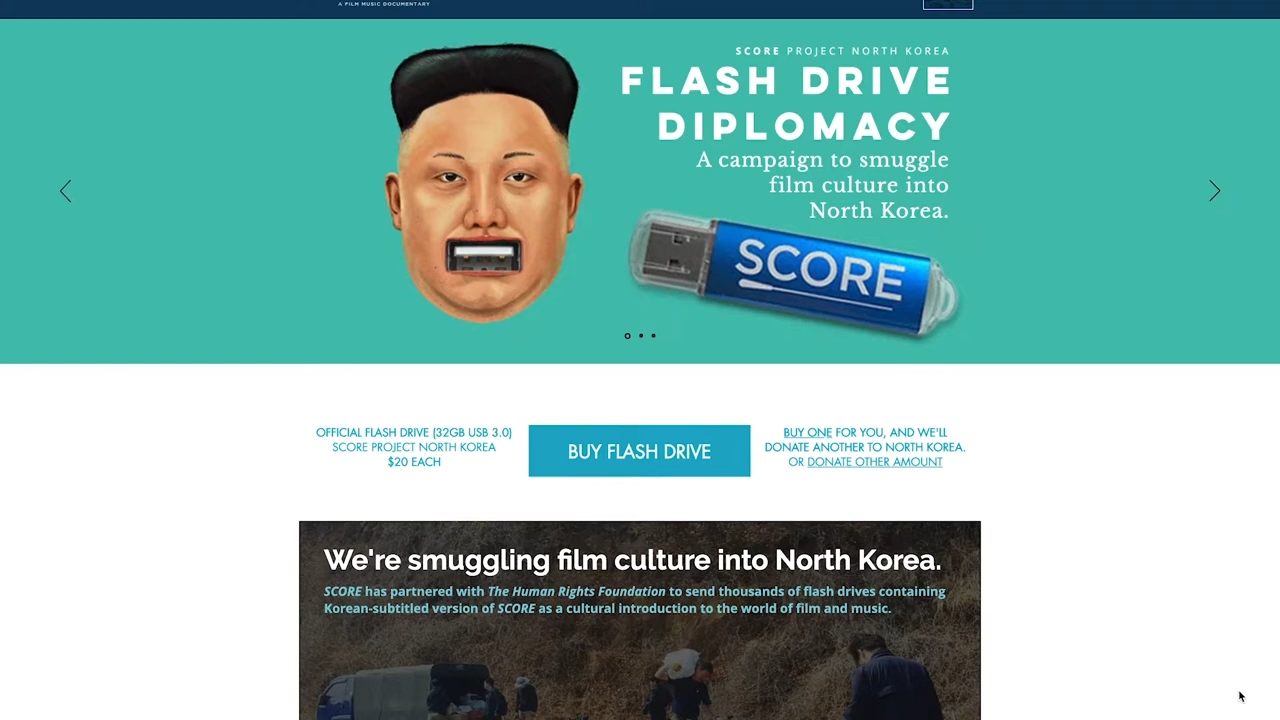 A FILM MUSIC DOCUMENTARY
SCORE PROJECT NORTH KOREA
FLASH DRIVE
DIPLOMACY
A campaign to smuggle
film culture into
North Korea.
SCORE
OFFICIAL FLASH DRIVE (32GB USB 3.0)
SCORE PROJECT NORTH KOREA
$20 EACH
BUY FLASH DRIVE
BUY ONE FOR YOU, AND WE'LL
DONATE ANOTHER TO NORTH KOREA.
OR DONATE OTHER AMOUNT
We're smuggling film culture into North Korea.
SCORE has partnered with The Human Rights Foundation to send thousands of flash drives containing
Korean-subtitled version of SCORE as a cultural introduction to the world of film and music.